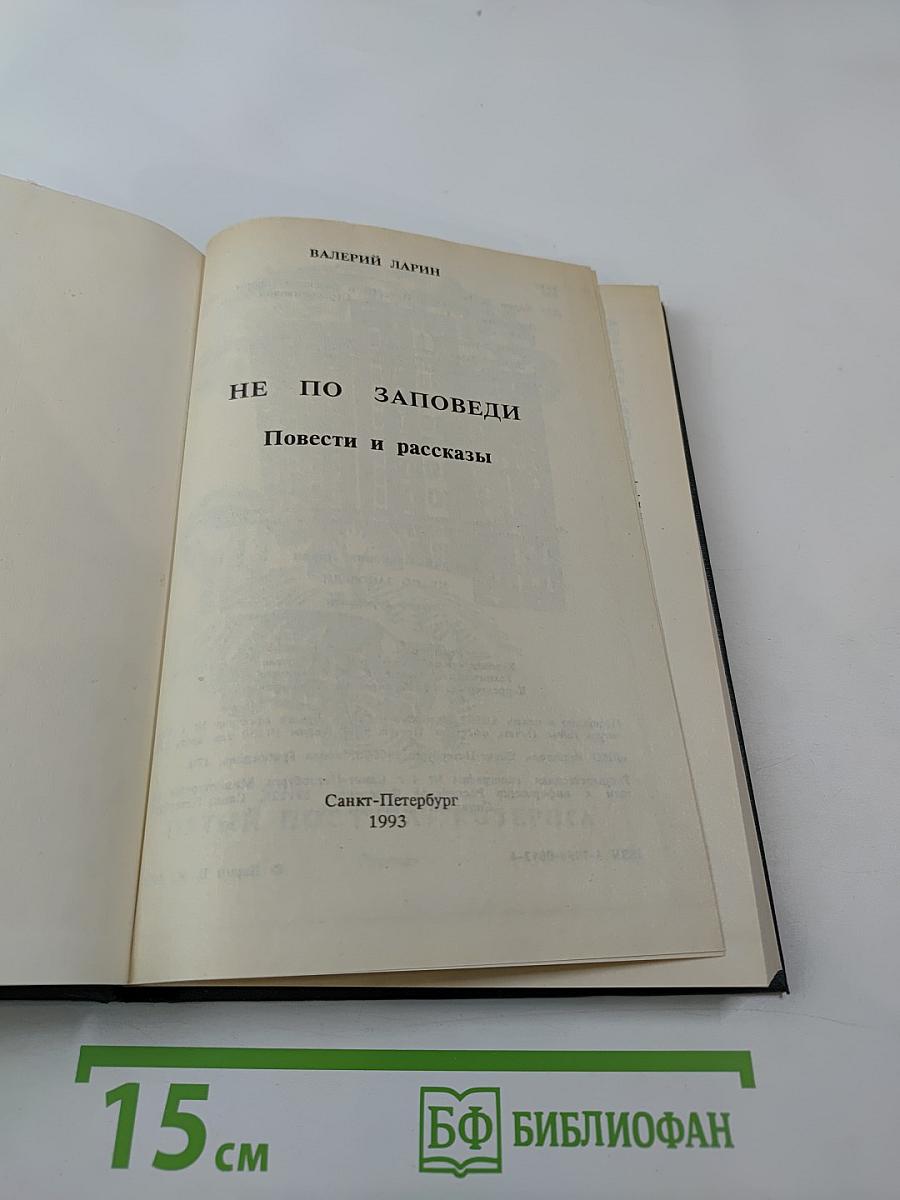 ВАЛЕРИЙ ЛАРИН
НЕ ПО ЗАПОВЕДИ
Повести и рассказы
Санкт-Петербург
1993
15 см
БФ БИБЛИОФАН